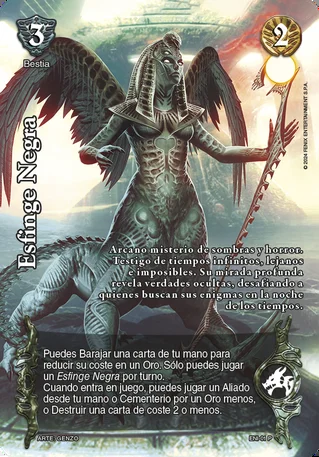 3
2
Bestia
© 2024 FENIX ENTERTAINMENT S.P.A.
Esfinge Negra
Arcano misterio de sombras y horror.
Testigo de tiempos infinitos, lejanos
e imposibles. Su mirada profunda
revela verdades ocultas, desafiando a
quienes buscan sus enigmas en la noche
de los tiempos.
Puedes Barajar una carta de tu mano para
reducir su coste en un Oro. Sólo puedes jugar
un Esfinge Negra por turno.
Cuando entra en juego, puedes jugar un Aliado
desde tu mano o Cementerio por un Oro menos,
o Destruir una carta de coste 2 o menos.
ARTE: GENZO